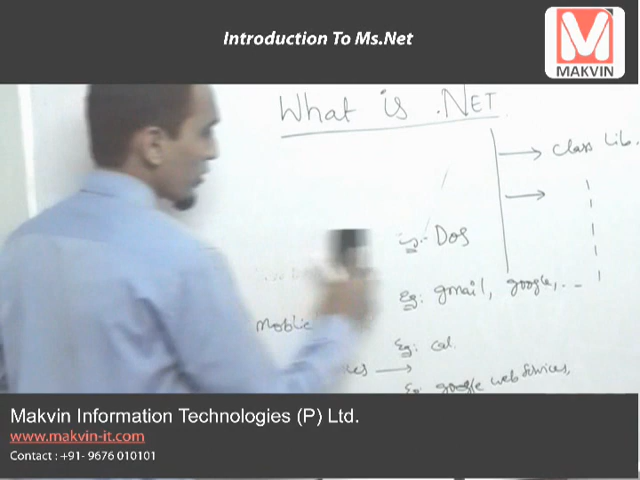 Introduction To Ms.Net
MAKVIN
What is .NET
Class Lib.
Eg:- Dos
Eg: gmail, google, ...
Moblie
Eg: cal
Eg: google web services,
Makvin Information Technologies (P) Ltd.
www.makvin-it.com
Contact : +91- 9676 010101